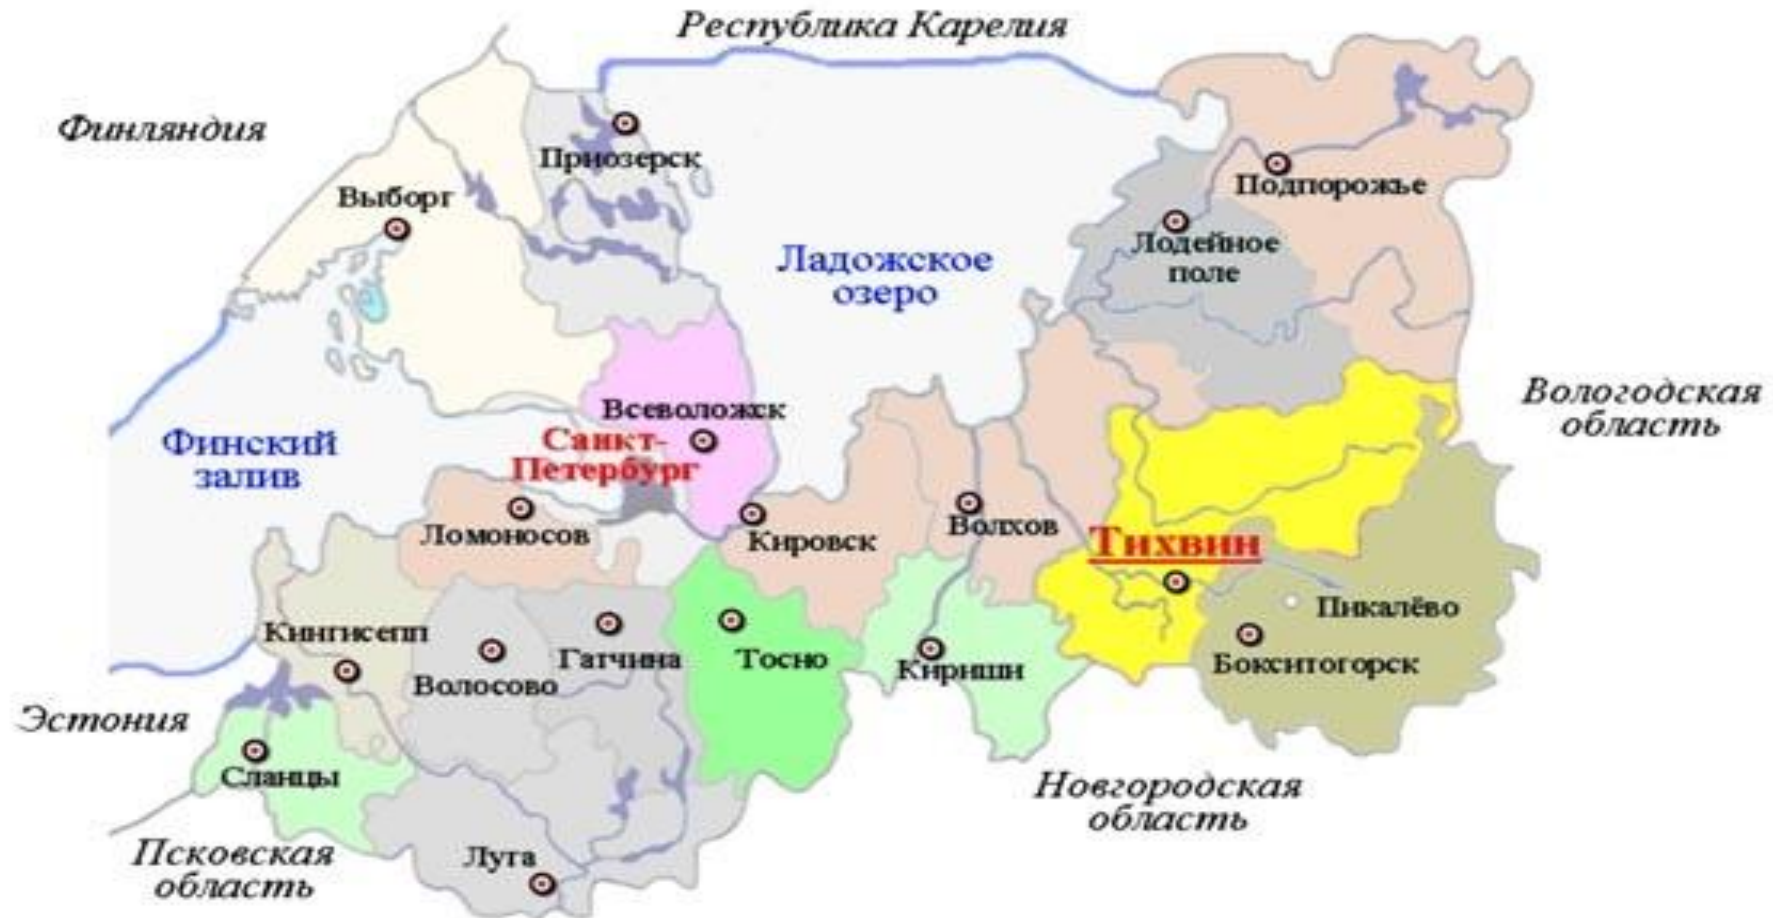 Республика Карелия
Финляндия
Приозерск
Подпорожье
Выборг
Лодейное
поле
Ладожское
озеро
Вологодская
область
Всеволожск
Финский
залив
Санкт-
Петербург
Ломоносов
Кировск
Волхов
Тихвин
Пикалёво
Кингисепп
Волосово
Гатчина
Тосно
Кириши
Бокситогорск
Эстония
Сланцы
Новгородская
область
Псковская
область
Луга